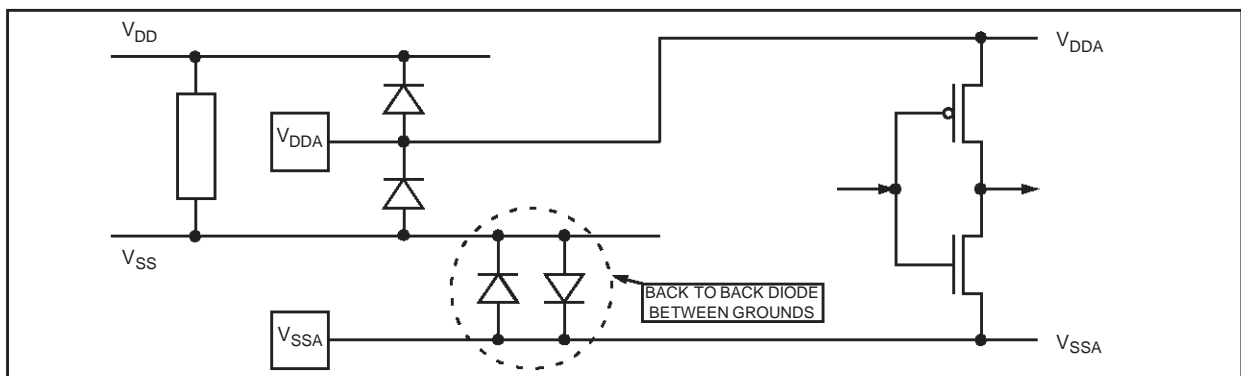 VDD
VDDA
VDDA
VSS
BACK TO BACK DIODE
BETWEEN GROUNDS
VSSA
VSSA